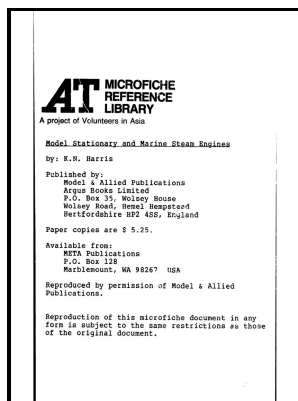 AT MICROFICHE
REFERENCE
LIBRARY
A project of Volunteers in Asia
Model Stationary and Marine Steam Engines
by: K.N. Harris
Published by:
Model & Allied Publications
Argus Books Limited
P.O. Box 35, Wolsey House
Wolsey Road, Hemel Hempstead
Hertfordshire HP2 4SS, England
Paper copies are $ 5.25.
Available from:
META Publications
P.O. Box 128
Marblemount, WA 98267 USA
Reproduced by permission of Model & Allied
Publications.
Reproduction of this microfiche document in any
form is subject to the same restrictions as those
of the original document.